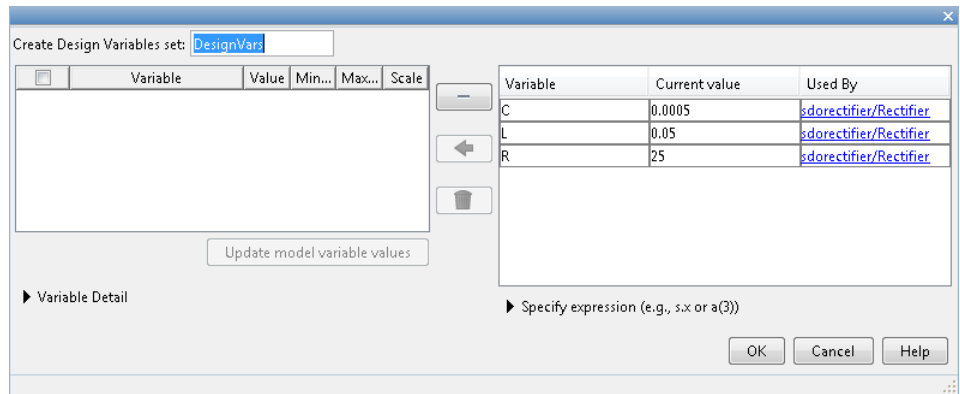 Create Design Variables set: DesignVars
Variable Value Min... Max... Scale
Variable Current value Used By
C 0.0005 sdorectifier/Rectifier
L 0.05 sdorectifier/Rectifier
R 25 sdorectifier/Rectifier
Update model variable values
Variable Detail
Specify expression (e.g., s.x or a(3))
OK Cancel Help